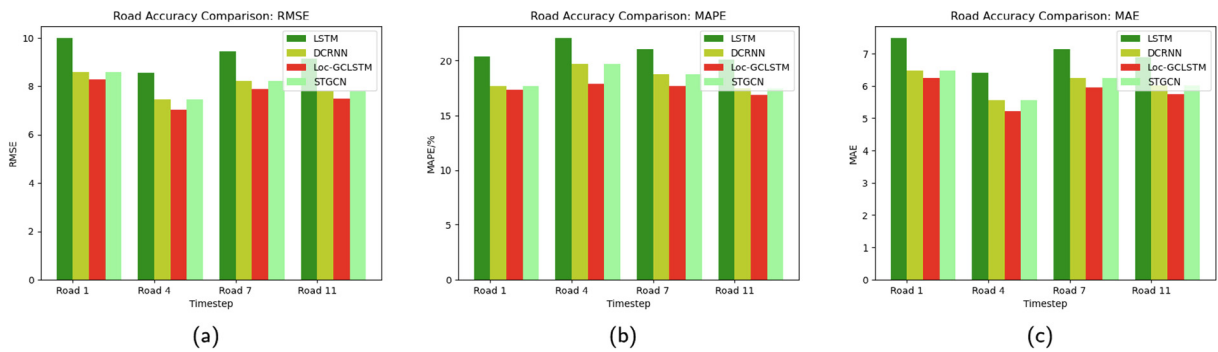 Road Accuracy Comparison: RMSE
LSTM
DCRNN
Loc-GCLSTM
STGCN
10
8
6
4
2
0
RMSE
Road 1 Road 4 Road 7 Road 11
Timestep
(a)
Road Accuracy Comparison: MAPE
LSTM
DCRNN
Loc-GCLSTM
STGCN
20
15
10
5
0
MAPE/%
Road 1 Road 4 Road 7 Road 11
Timestep
(b)
Road Accuracy Comparison: MAE
LSTM
DCRNN
Loc-GCLSTM
STGCN
7
6
5
4
3
2
1
0
MAE
Road 1 Road 4 Road 7 Road 11
Timestep
(c)